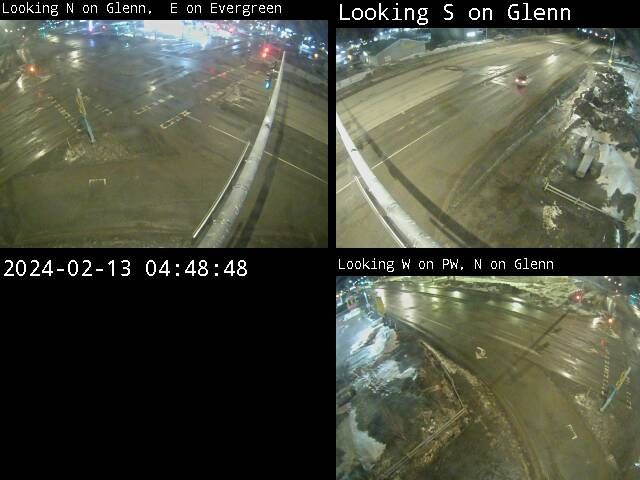 Looking N on Glenn,  E on Evergreen
Looking S on Glenn
2024-02-13 04:48:48
Looking W on PW, N on Glenn